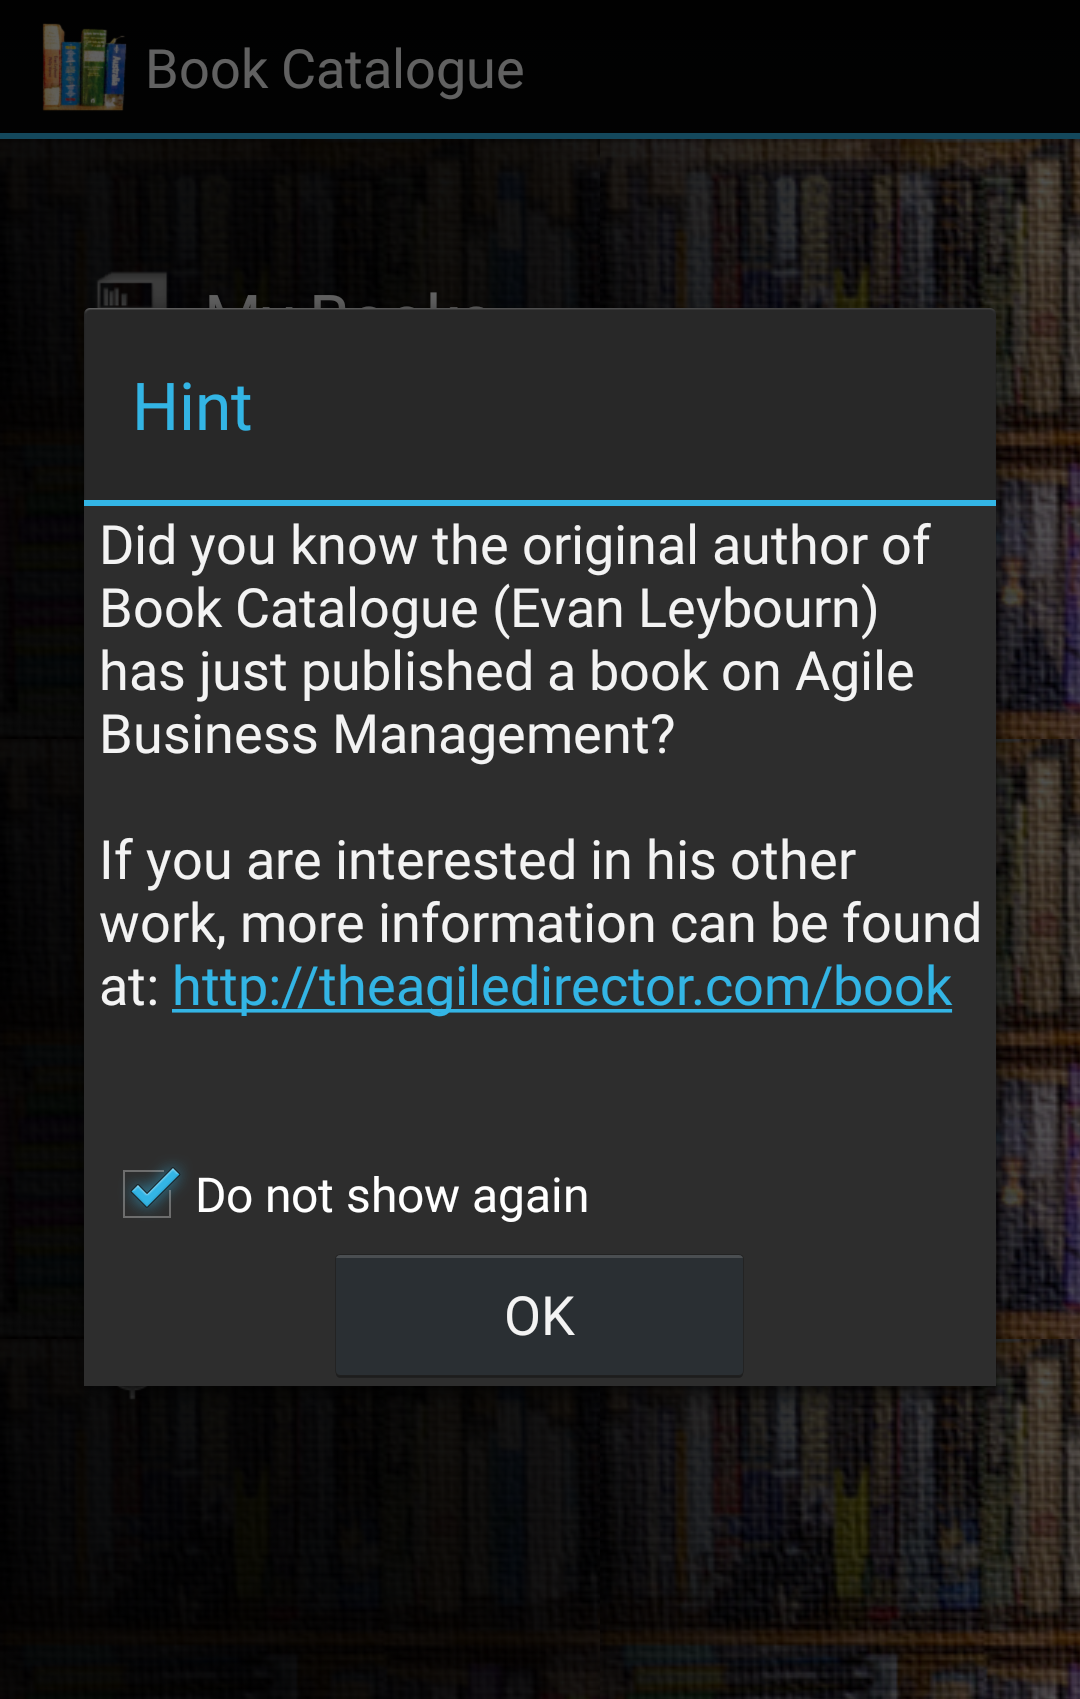 Book Catalogue
My Books
Hint
Did you know the original author of
Book Catalogue (Evan Leybourn)
has just published a book on Agile
Business Management?
If you are interested in his other
work, more information can be found
at: http://theagiledirector.com/book
Do not show again
OK